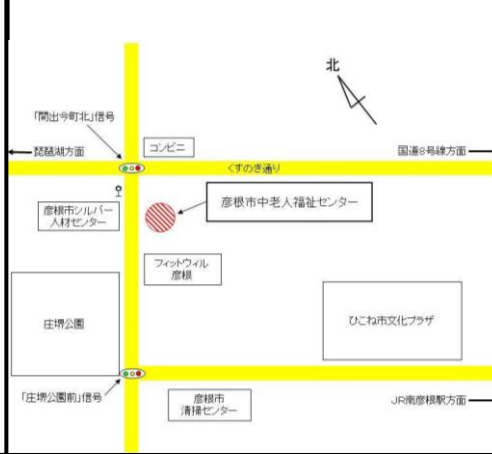 北
「開出今町北」信号
コンビニ
琵琶湖方面
国道8号線方面
くすのき通り
彦根市中老人福祉センター
彦根市シルバー
人材センター
フィットウィル
彦根
庄堺公園
ひこね市文化プラザ
「庄堺公園前」信号
彦根市
清掃センター
JR南彦根駅方面